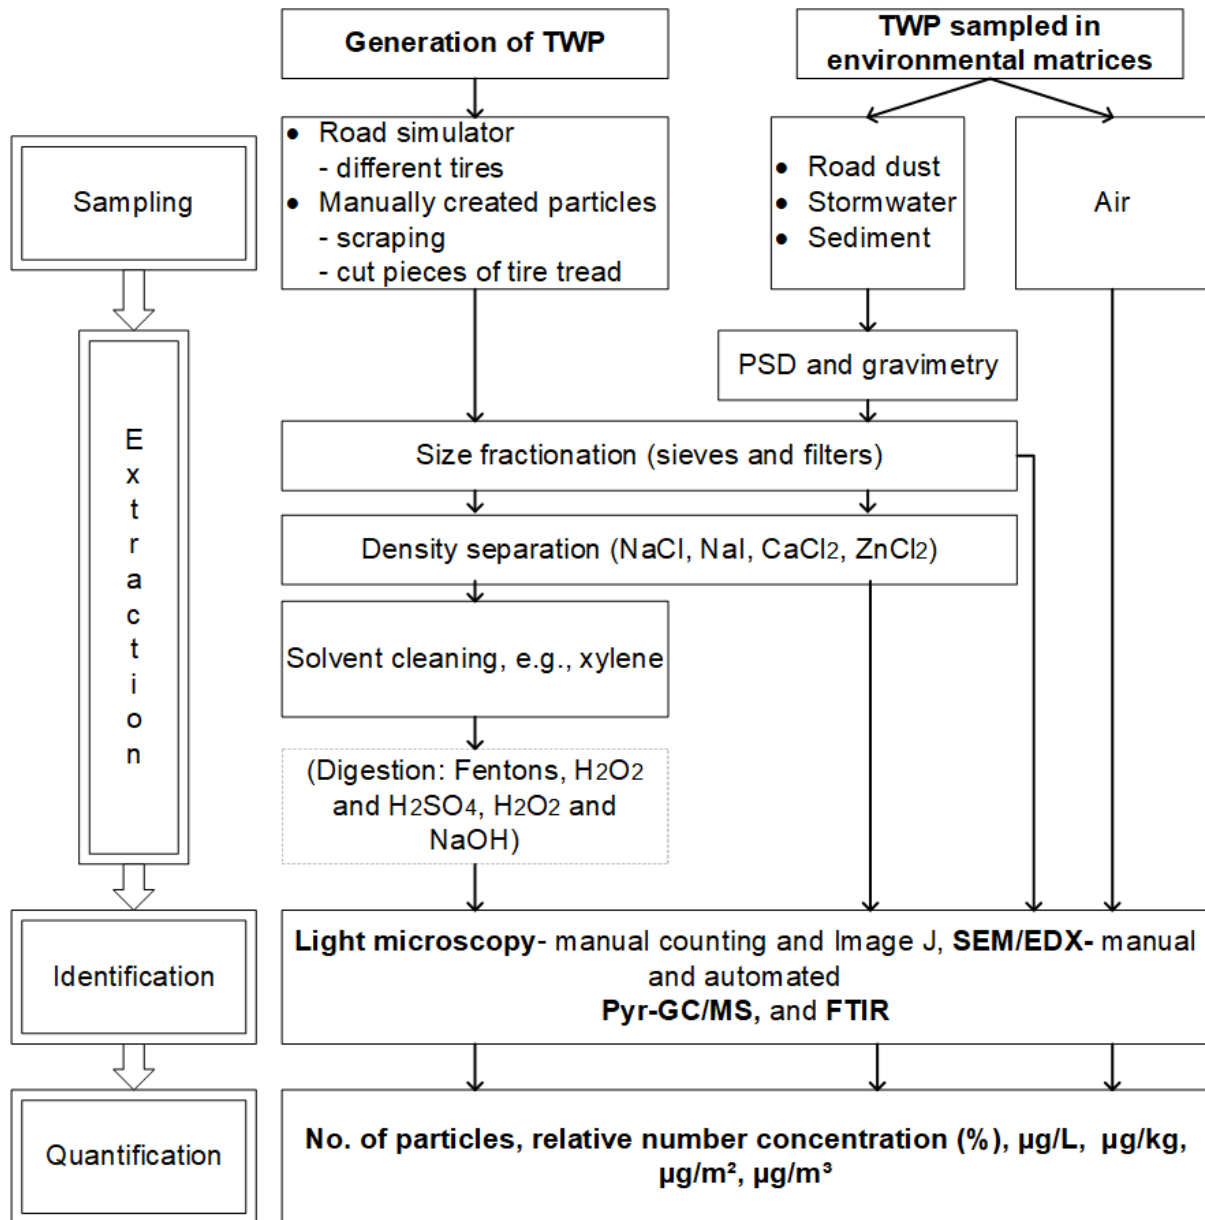 Generation of TWP
TWP sampled in
environmental matrices
Sampling
● Road simulator
- different tires
● Manually created particles
- scraping
- cut pieces of tire tread
● Road dust
● Stormwater
● Sediment
Air
Extraction
PSD and gravimetry
Size fractionation (sieves and filters)
Density separation (NaCl, NaI, CaCl2, ZnCl2)
Solvent cleaning, e.g., xylene
(Digestion: Fentons, H2O2
and H2SO4, H2O2 and
NaOH)
Identification
Light microscopy- manual counting and Image J, SEM/EDX- manual
and automated
Pyr-GC/MS, and FTIR
Quantification
No. of particles, relative number concentration (%), µg/L, µg/kg,
µg/m², µg/m³